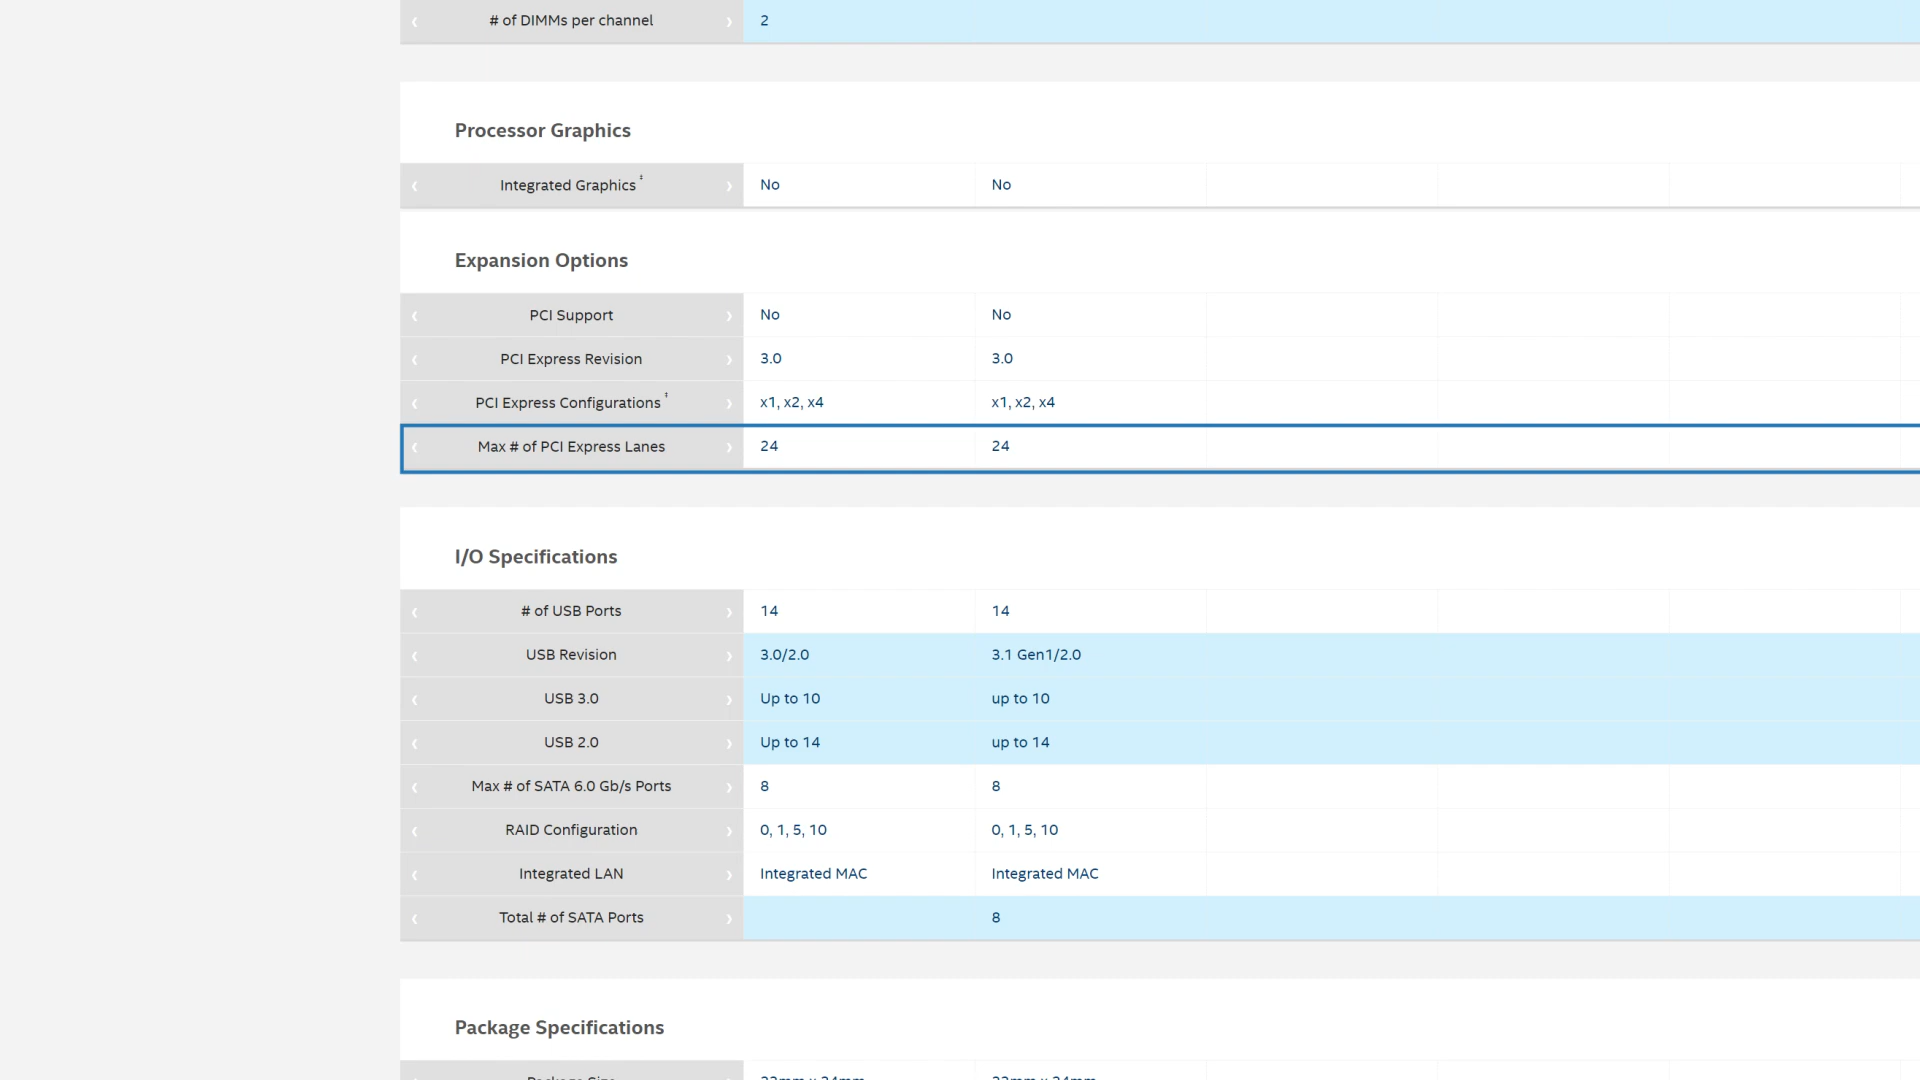 # of DIMMs per channel 2
Processor Graphics
Integrated Graphics ‡ No No
Expansion Options
PCI Support No No
PCI Express Revision 3.0 3.0
PCI Express Configurations ‡ x1, x2, x4 x1, x2, x4
Max # of PCI Express Lanes 24 24
I/O Specifications
# of USB Ports 14 14
USB Revision 3.0/2.0 3.1 Gen1/2.0
USB 3.0 Up to 10 up to 10
USB 2.0 Up to 14 up to 14
Max # of SATA 6.0 Gb/s Ports 8 8
RAID Configuration 0, 1, 5, 10 0, 1, 5, 10
Integrated LAN Integrated MAC Integrated MAC
Total # of SATA Ports 8
Package Specifications
Package Size